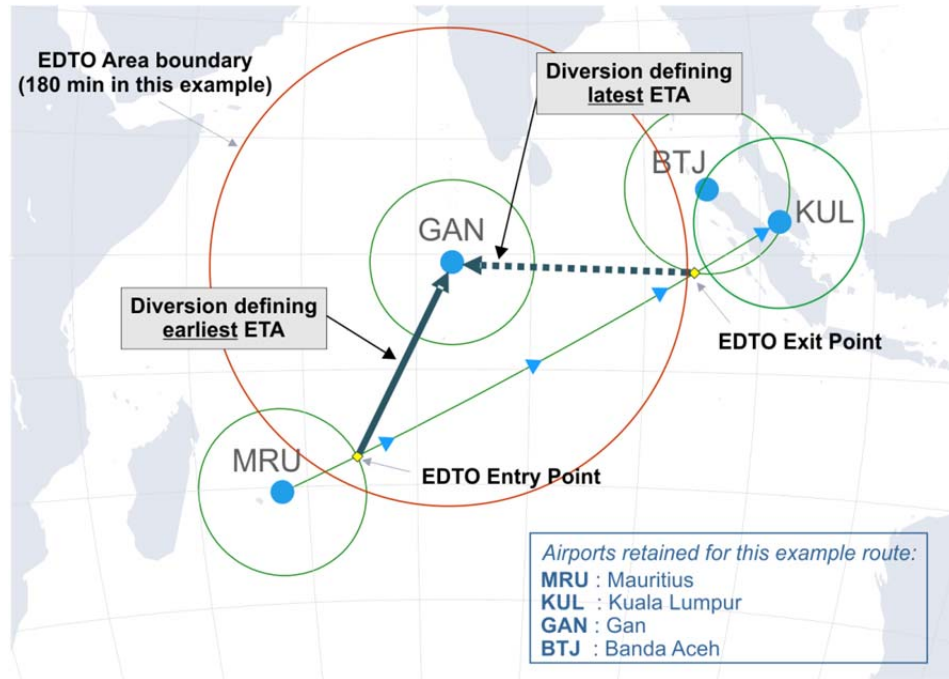 EDTO Area boundary
(180 min in this example)
Diversion defining
latest ETA
BTJ
KUL
GAN
Diversion defining
earliest ETA
EDTO Exit Point
MRU
EDTO Entry Point
Airports retained for this example route:
MRU : Mauritius
KUL : Kuala Lumpur
GAN : Gan
BTJ : Banda Aceh